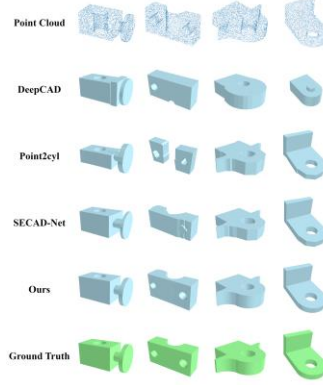 Point Cloud
DeepCAD
Point2cyl
SECAD-Net
Ours
Ground Truth